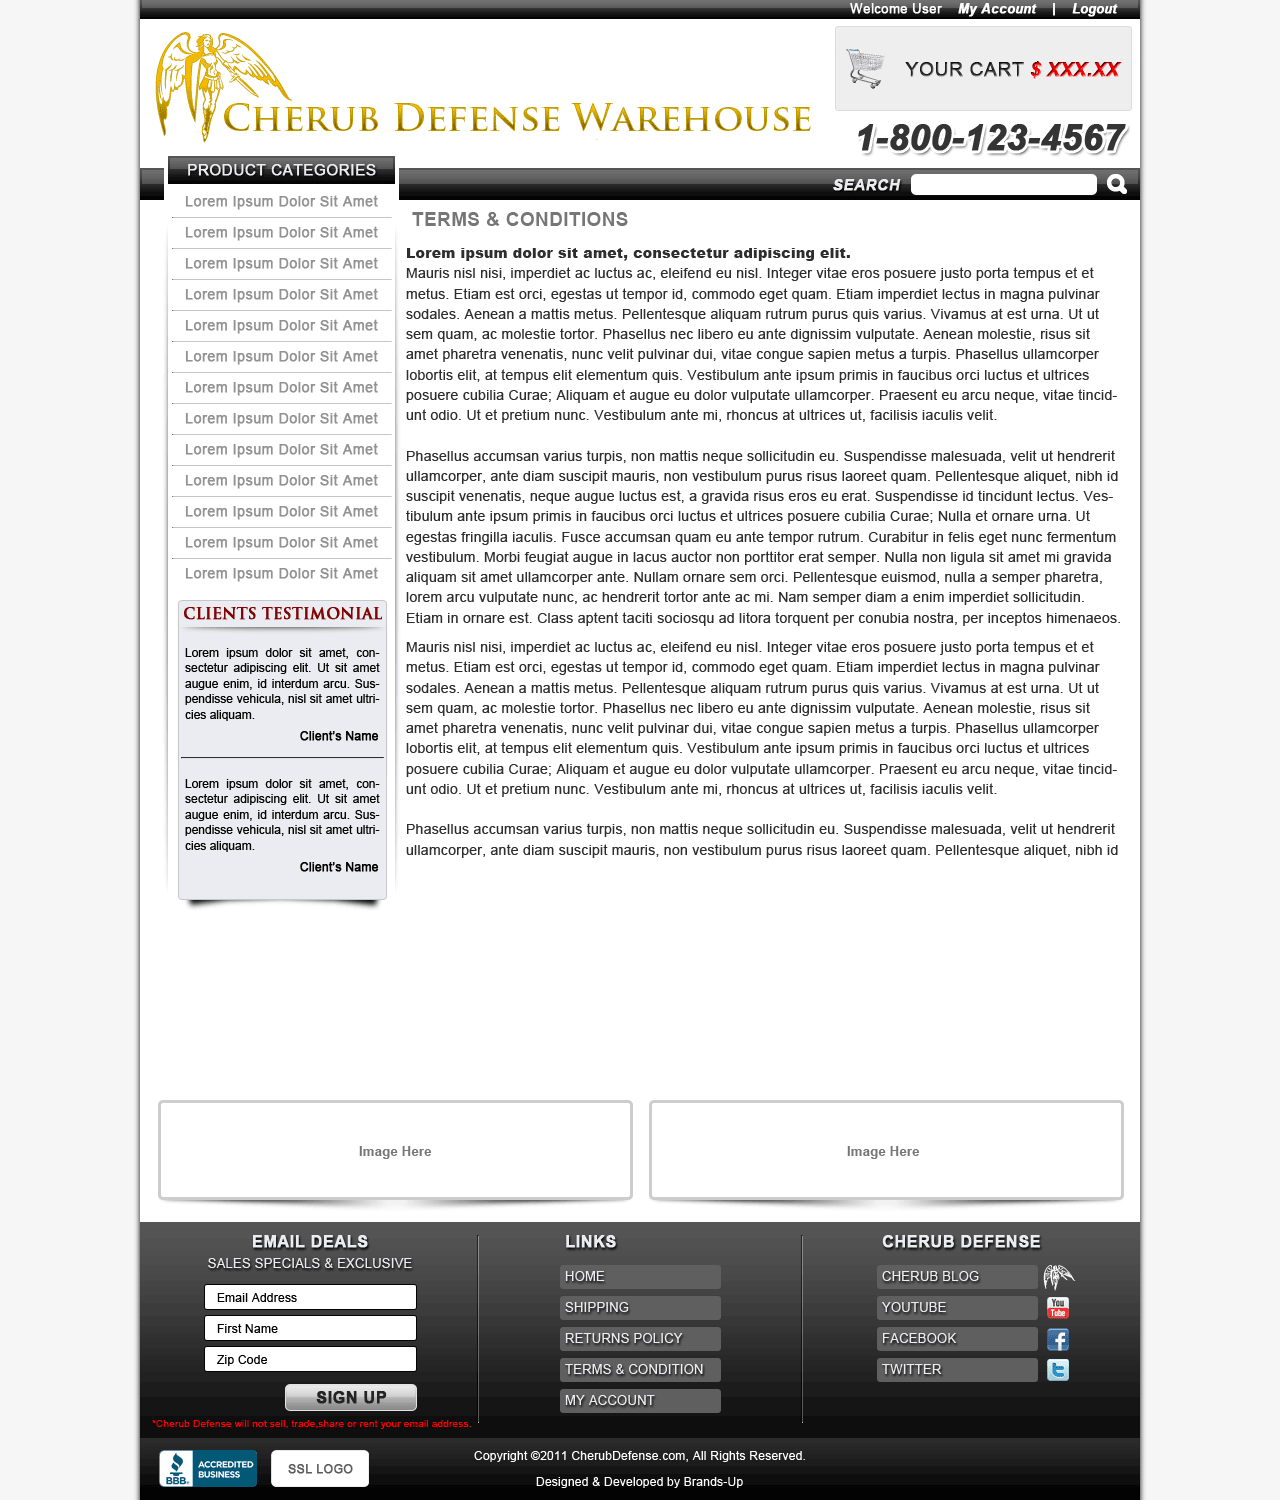 Welcome User My Account | Logout
YOUR CART $ XXX.XX
CHERUB DEFENSE WAREHOUSE
1-800-123-4567
PRODUCT CATEGORIES
SEARCH
Lorem Ipsum Dolor Sit Amet
Lorem Ipsum Dolor Sit Amet
Lorem Ipsum Dolor Sit Amet
Lorem Ipsum Dolor Sit Amet
Lorem Ipsum Dolor Sit Amet
Lorem Ipsum Dolor Sit Amet
Lorem Ipsum Dolor Sit Amet
Lorem Ipsum Dolor Sit Amet
Lorem Ipsum Dolor Sit Amet
Lorem Ipsum Dolor Sit Amet
Lorem Ipsum Dolor Sit Amet
Lorem Ipsum Dolor Sit Amet
Lorem Ipsum Dolor Sit Amet
CLIENTS TESTIMONIAL
Lorem ipsum dolor sit amet, con-
sectetur adipiscing elit. Ut sit amet
augue enim, id interdum arcu. Sus-
pendisse vehicula, nisl sit amet ultri-
cies aliquam.
Client's Name
Lorem ipsum dolor sit amet, con-
sectetur adipiscing elit. Ut sit amet
augue enim, id interdum arcu. Sus-
pendisse vehicula, nisl sit amet ultri-
cies aliquam.
Client's Name
TERMS & CONDITIONS
Lorem ipsum dolor sit amet, consectetur adipiscing elit.
Mauris nisl nisi, imperdiet ac luctus ac, eleifend eu nisl. Integer vitae eros posuere justo porta tempus et et
metus. Etiam est orci, egestas ut tempor id, commodo eget quam. Etiam imperdiet lectus in magna pulvinar
sodales. Aenean a mattis metus. Pellentesque aliquam rutrum purus quis varius. Vivamus at est urna. Ut ut
sem quam, ac molestie tortor. Phasellus nec libero eu ante dignissim vulputate. Aenean molestie, risus sit
amet pharetra venenatis, nunc velit pulvinar dui, vitae congue sapien metus a turpis. Phasellus ullamcorper
lobortis elit, at tempus elit elementum quis. Vestibulum ante ipsum primis in faucibus orci luctus et ultrices
posuere cubilia Curae; Aliquam et augue eu dolor vulputate ullamcorper. Praesent eu arcu neque, vitae tincid-
unt odio. Ut et pretium nunc. Vestibulum ante mi, rhoncus at ultrices ut, facilisis iaculis velit.
Phasellus accumsan varius turpis, non mattis neque sollicitudin eu. Suspendisse malesuada, velit ut hendrerit
ullamcorper, ante diam suscipit mauris, non vestibulum purus risus laoreet quam. Pellentesque aliquet, nibh id
suscipit venenatis, neque augue luctus est, a gravida risus eros eu erat. Suspendisse id tincidunt lectus. Ves-
tibulum ante ipsum primis in faucibus orci luctus et ultrices posuere cubilia Curae; Nulla et ornare urna. Ut
egestas fringilla iaculis. Fusce accumsan quam eu ante tempor rutrum. Curabitur in felis eget nunc fermentum
vestibulum. Morbi feugiat augue in lacus auctor non porttitor erat semper. Nulla non ligula sit amet mi gravida
aliquam sit amet ullamcorper ante. Nullam ornare sem orci. Pellentesque euismod, nulla a semper pharetra,
lorem arcu vulputate nunc, ac hendrerit tortor ante ac mi. Nam semper diam a enim imperdiet sollicitudin.
Etiam in ornare est. Class aptent taciti sociosqu ad litora torquent per conubia nostra, per inceptos himenaeos.
Mauris nisl nisi, imperdiet ac luctus ac, eleifend eu nisl. Integer vitae eros posuere justo porta tempus et et
metus. Etiam est orci, egestas ut tempor id, commodo eget quam. Etiam imperdiet lectus in magna pulvinar
sodales. Aenean a mattis metus. Pellentesque aliquam rutrum purus quis varius. Vivamus at est urna. Ut ut
sem quam, ac molestie tortor. Phasellus nec libero eu ante dignissim vulputate. Aenean molestie, risus sit
amet pharetra venenatis, nunc velit pulvinar dui, vitae congue sapien metus a turpis. Phasellus ullamcorper
lobortis elit, at tempus elit elementum quis. Vestibulum ante ipsum primis in faucibus orci luctus et ultrices
posuere cubilia Curae; Aliquam et augue eu dolor vulputate ullamcorper. Praesent eu arcu neque, vitae tincid-
unt odio. Ut et pretium nunc. Vestibulum ante mi, rhoncus at ultrices ut, facilisis iaculis velit.
Phasellus accumsan varius turpis, non mattis neque sollicitudin eu. Suspendisse malesuada, velit ut hendrerit
ullamcorper, ante diam suscipit mauris, non vestibulum purus risus laoreet quam. Pellentesque aliquet, nibh id
Image Here
Image Here
EMAIL DEALS
SALES SPECIALS & EXCLUSIVE
Email Address
First Name
Zip Code
SIGN UP
*Cherub Defense will not sell, trade,share or rent your email address.
LINKS
HOME
SHIPPING
RETURNS POLICY
TERMS & CONDITION
MY ACCOUNT
CHERUB DEFENSE
CHERUB BLOG
YOUTUBE
You
Tube
FACEBOOK
f
TWITTER
t
BBB.
ACCREDITED
BUSINESS
SSL LOGO
Copyright ©2011 CherubDefense.com, All Rights Reserved.
Designed & Developed by Brands-Up